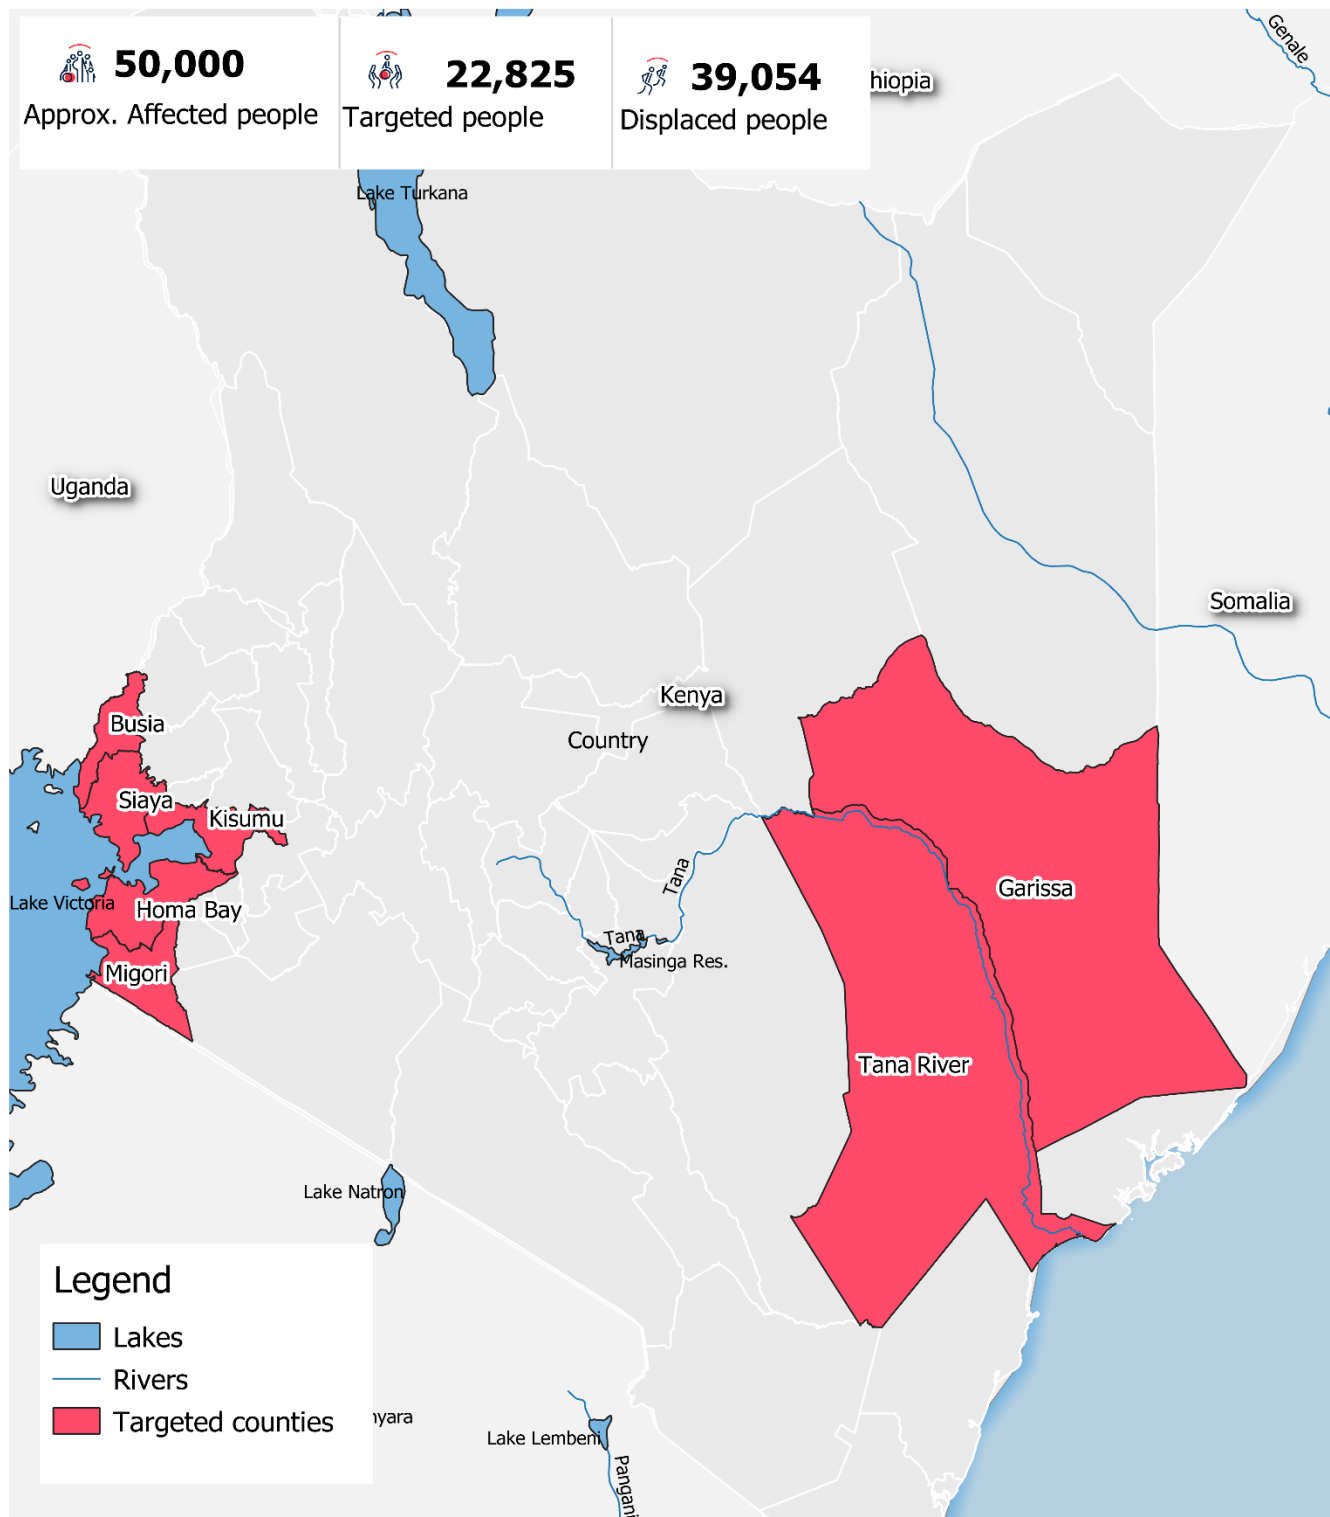 50,000
Approx. Affected people
22,825
Targeted people
39,054
Displaced people
hiopia
Genale
Lake Turkana
Uganda
Somalia
Kenya
Country
Busia
Siaya
Kisumu
Lake Victoria
Homa Bay
Migori
Tana
Tana
Masinga Res.
Garissa
Tana River
Lake Natron
Legend
Lakes
Rivers
Targeted counties
nyara
Lake Lembeni
Pangani